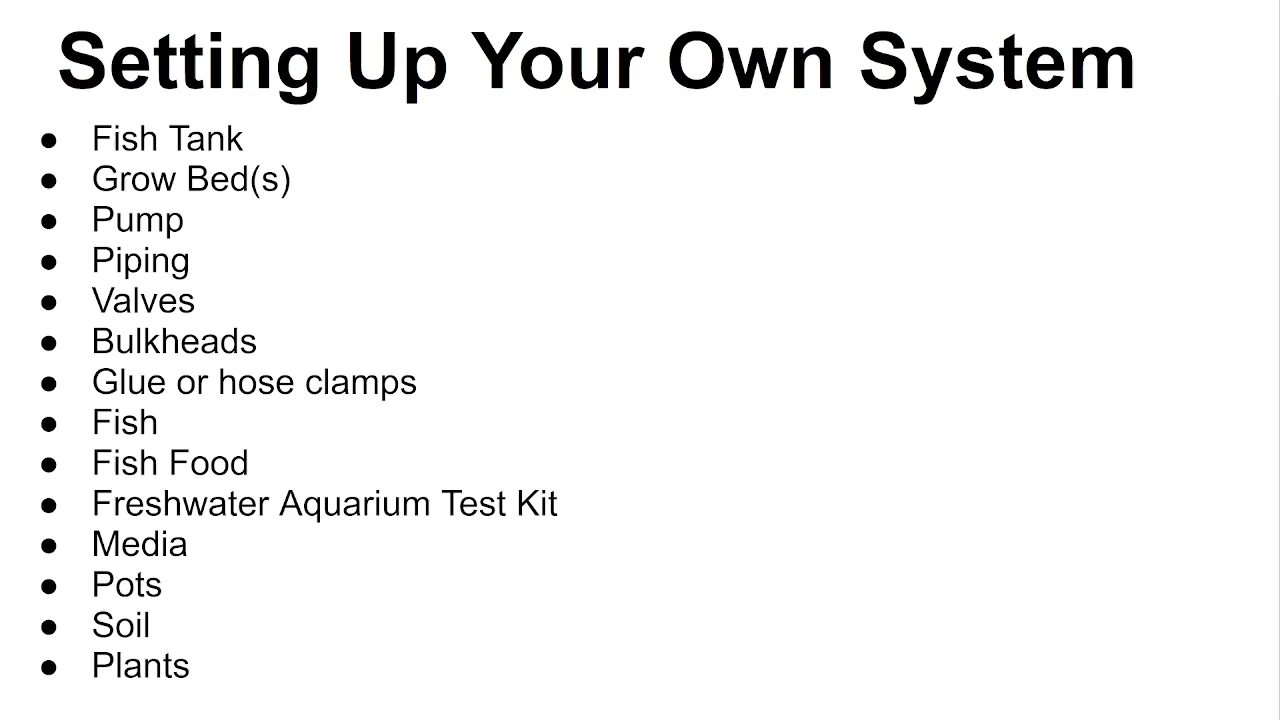 Setting Up Your Own System
● Fish Tank
● Grow Bed(s)
● Pump
● Piping
● Valves
● Bulkheads
● Glue or hose clamps
● Fish
● Fish Food
● Freshwater Aquarium Test Kit
● Media
● Pots
● Soil
● Plants